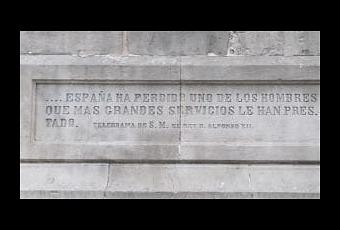 .... ESPAÑA HA PERDIDO UNO DE LOS HOMBRES
QUE MAS GRANDES SERVICIOS LE HAN PRES.
TADO. TELEGRAMA DE S. M. EL REY D. ALFONSO XII.